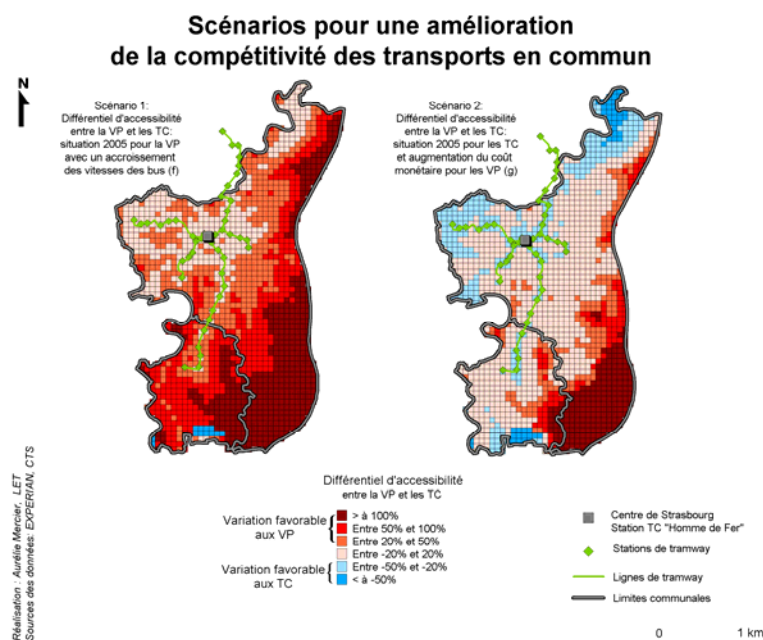 Scénarios pour une amélioration
de la compétitivité des transports en commun
N
Scénario 1:
Différentiel d'accessibilité
entre la VP et les TC:
situation 2005 pour la VP
avec un accroissement
des vitesses des bus (f)
Scénario 2:
Différentiel d'accessibilité
entre la VP et les TC:
situation 2005 pour les TC
et augmentation du coût
monétaire pour les VP (g)
Réalisation : Aurélie Mercier, LET
Sources des données: EXPERIAN, CTS
Différentiel d'accessibilité
entre la VP et les TC
Variation favorable
aux VP
> à 100%
Entre 50% et 100%
Entre 20% et 50%
Entre -20% et 20%
Variation favorable
aux TC
Entre -50% et -20%
< à -50%
Centre de Strasbourg
Station TC "Homme de Fer"
Stations de tramway
Lignes de tramway
Limites communales
0 1 km